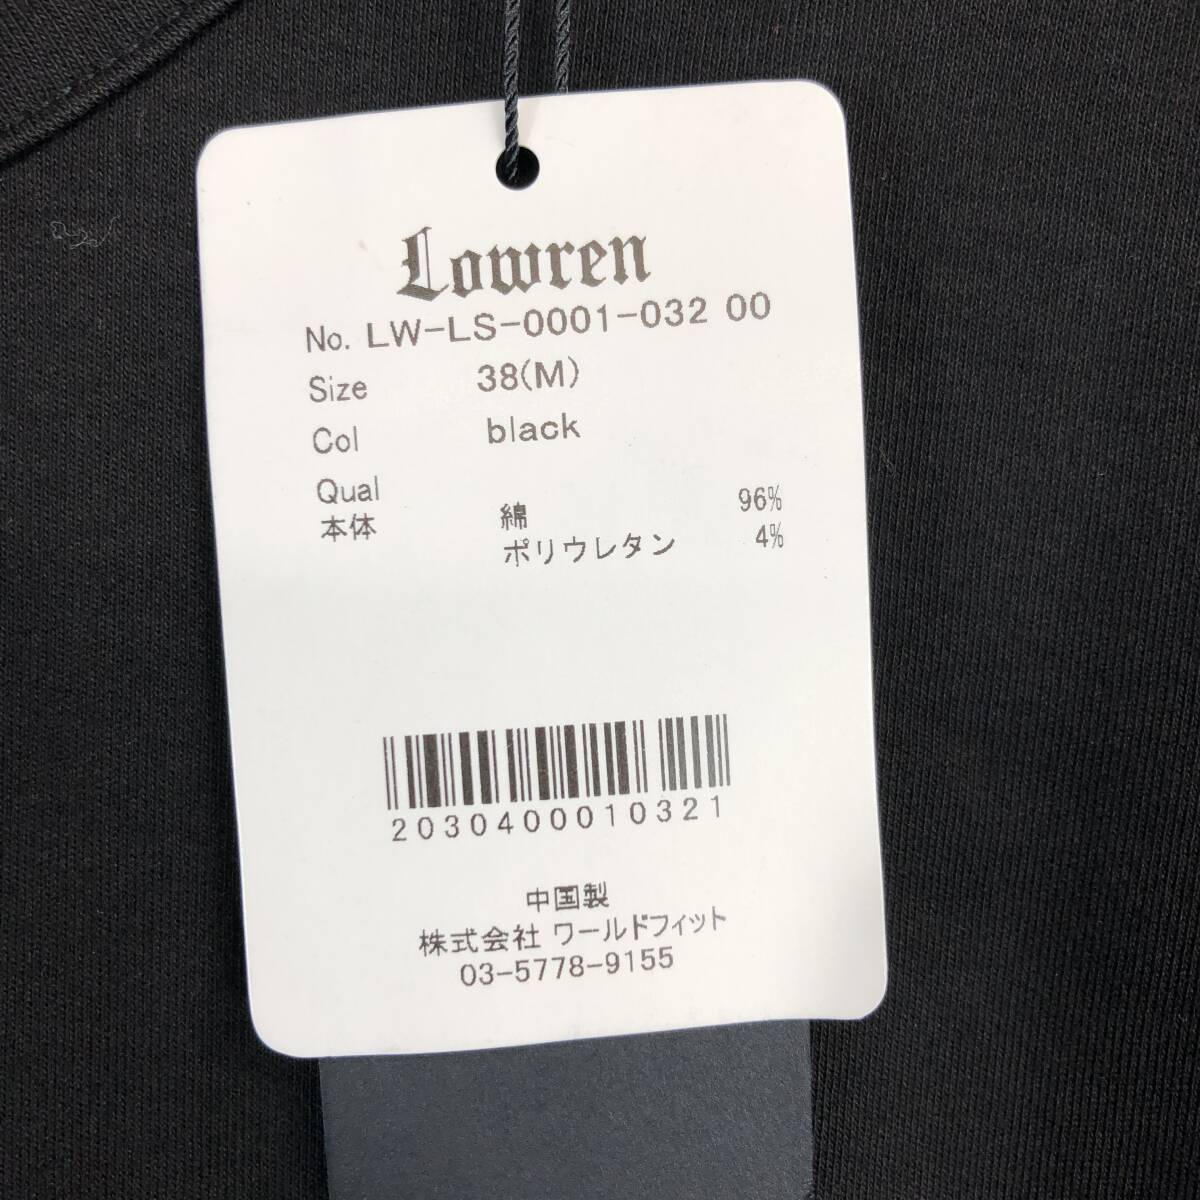 Lowren
No. LW-LS-0001-032 00
Size 38(M)
Col black
Qual
本体 綿 96%
ポリウレタン 4%
2030400010321
中国製
株式会社 ワールドフィット
03-5778-9155